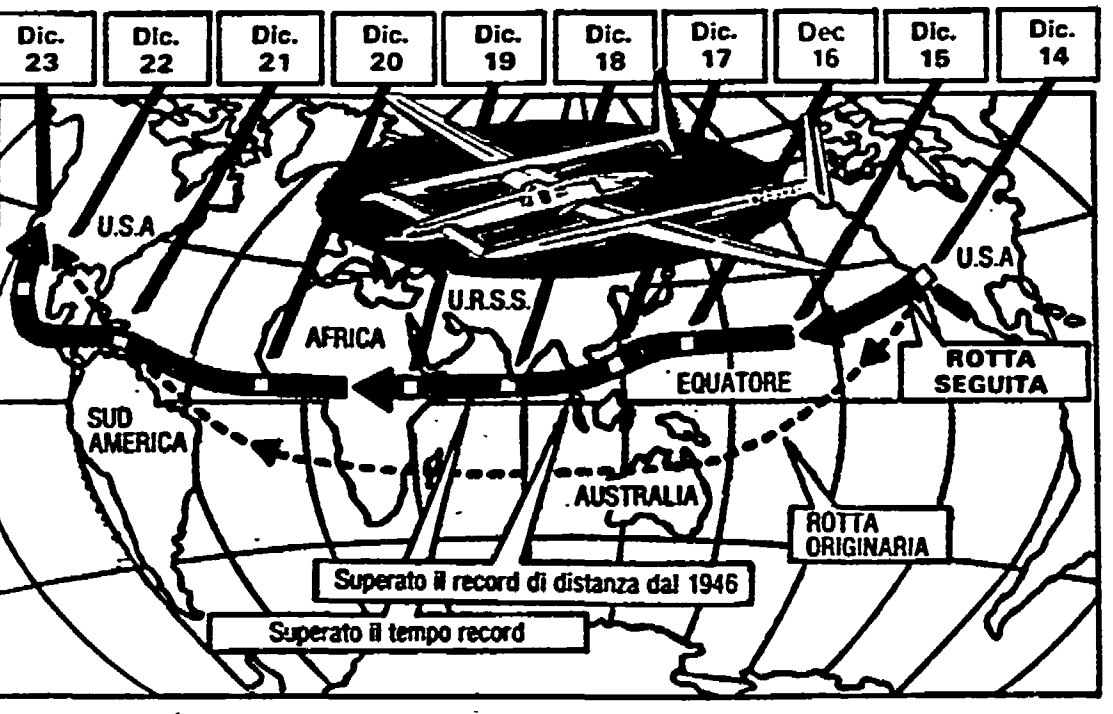 Dic.
23
Dic.
22
Dic.
21
Dic.
20
Dic.
19
Dic.
18
Dic.
17
Dec
16
Dic.
15
Dic.
14
U.S.A
U.S.A
U.R.S.S.
AFRICA
ROTTA
SEGUITA
EQUATORE
SUD
AMERICA
AUSTRALIA
ROTTA
ORIGINARIA
Superato il record di distanza dal 1946
Superato il tempo record